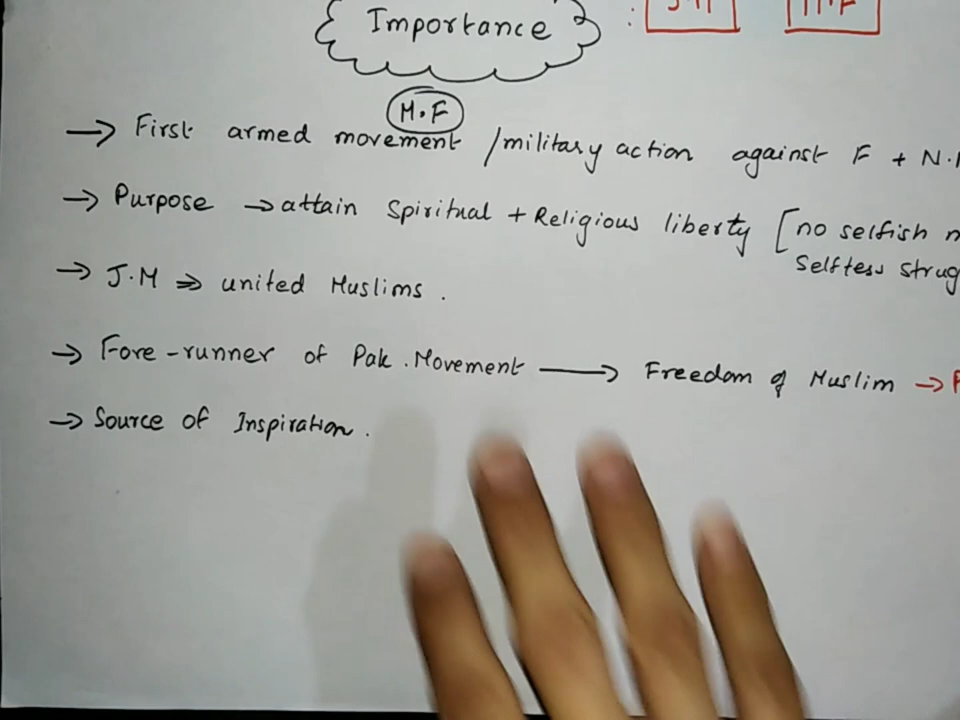 Importance :
M.F
→ First armed movement /military action against F + N.
→ Purpose → attain Spiritual + Religious liberty [no selfish
Selfless strug
→ J.M ⇒ united Muslims .
→ Fore-runner of Pak.Movement → Freedom of Muslim →
→ Source of Inspiration .